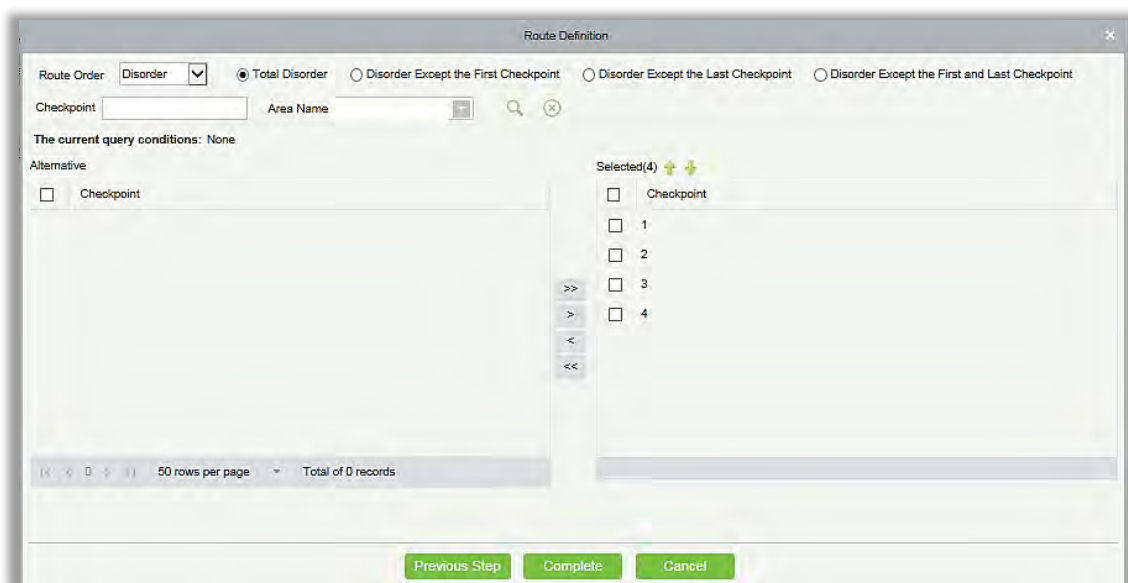 Route Definition
Route Order Disorder Total Disorder Disorder Except the First Checkpoint Disorder Except the Last Checkpoint Disorder Except the First and Last Checkpoint
Checkpoint Area Name
The current query conditions: None
Alternative
Checkpoint
Selected(4)
Checkpoint
1
2
3
4
>>
>
<
<<
0 50 rows per page Total of 0 records
Previous Step Complete Cancel